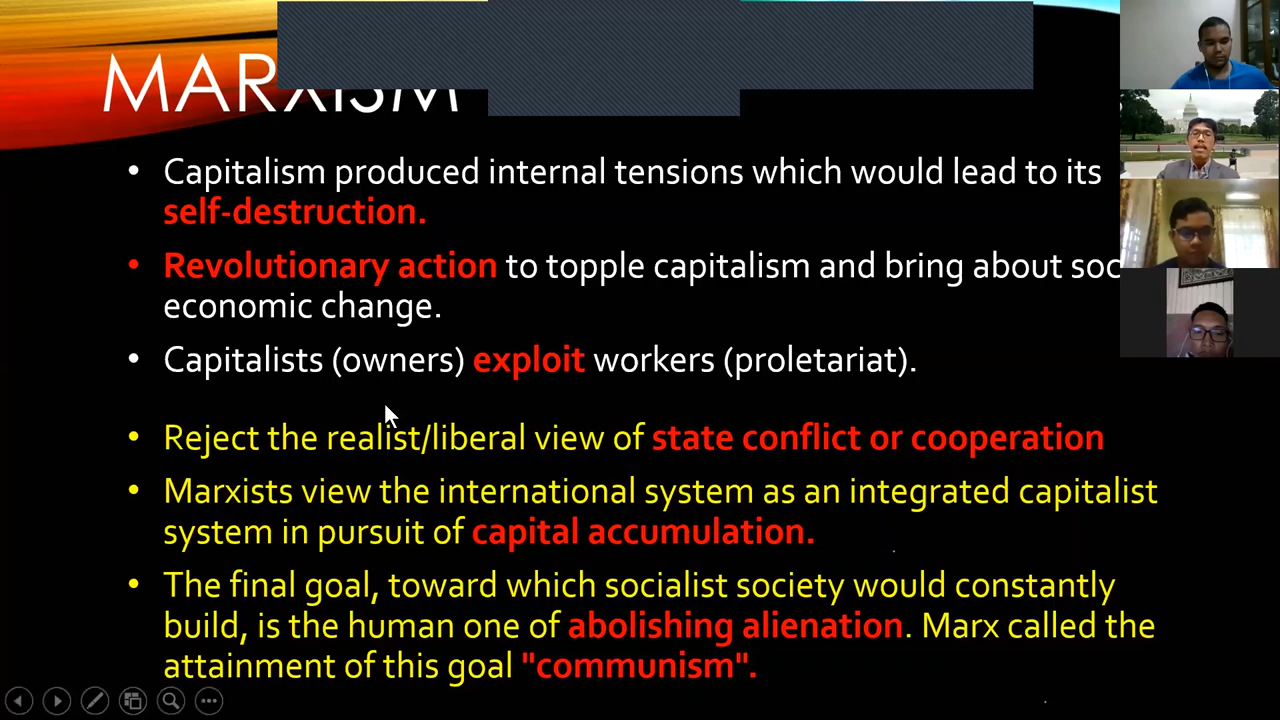 MARXISM
• Capitalism produced internal tensions which would lead to its
self-destruction.
• Revolutionary action to topple capitalism and bring about soc
economic change.
• Capitalists (owners) exploit workers (proletariat).
• Reject the realist/liberal view of state conflict or cooperation
• Marxists view the international system as an integrated capitalist
system in pursuit of capital accumulation.
• The final goal, toward which socialist society would constantly
build, is the human one of abolishing alienation. Marx called the
attainment of this goal "communism".